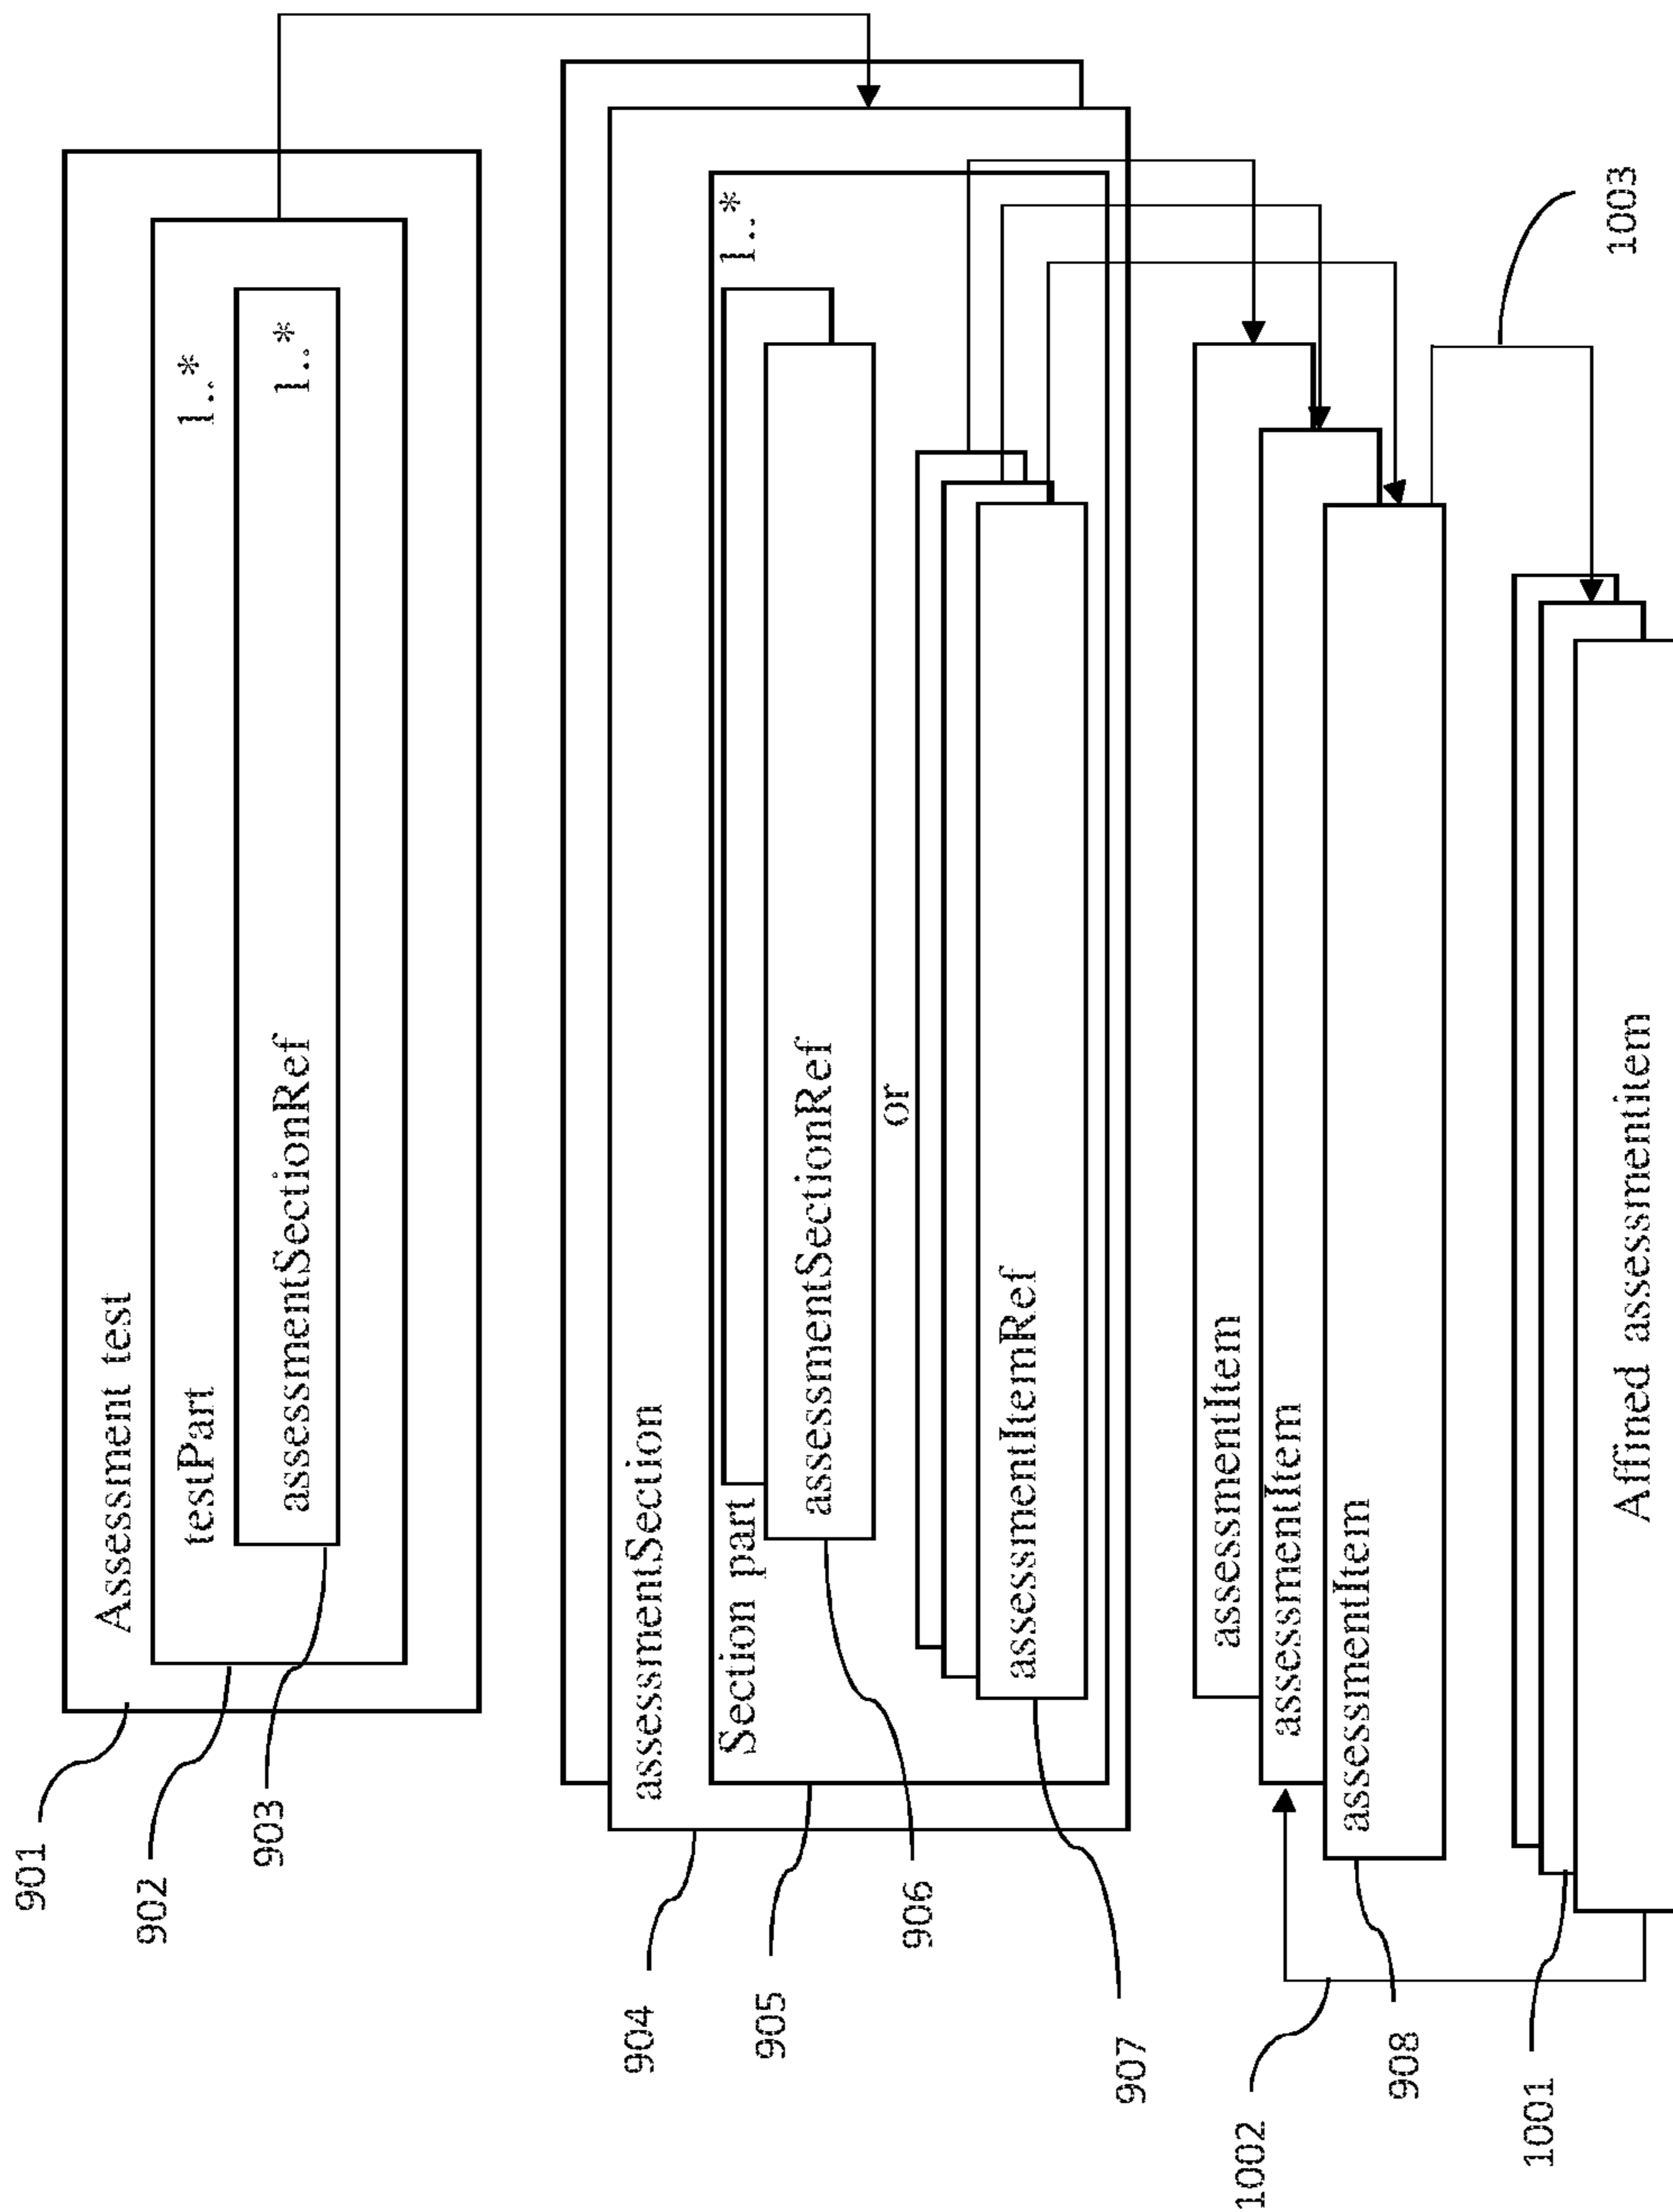 901
Assessment test
902
testPart
1..*
903
assessmentSectionRef
1..*
904
assessmentSection
905
Section part
1..*
906
assessmentSectionRef
or
907
assessmentItemRef
1002
assessmentItem
assessmentItem
908
assessmentItem
1003
1001
Affined assessmentitem